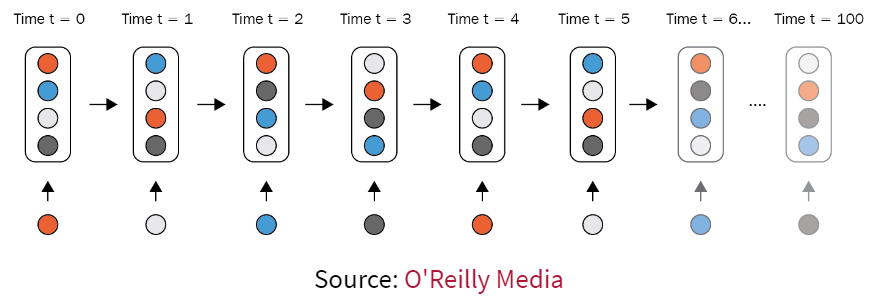 Time t = 0 Time t = 1 Time t = 2 Time t = 3 Time t = 4 Time t = 5 Time t = 6... Time t = 100
....
Source: O'Reilly Media